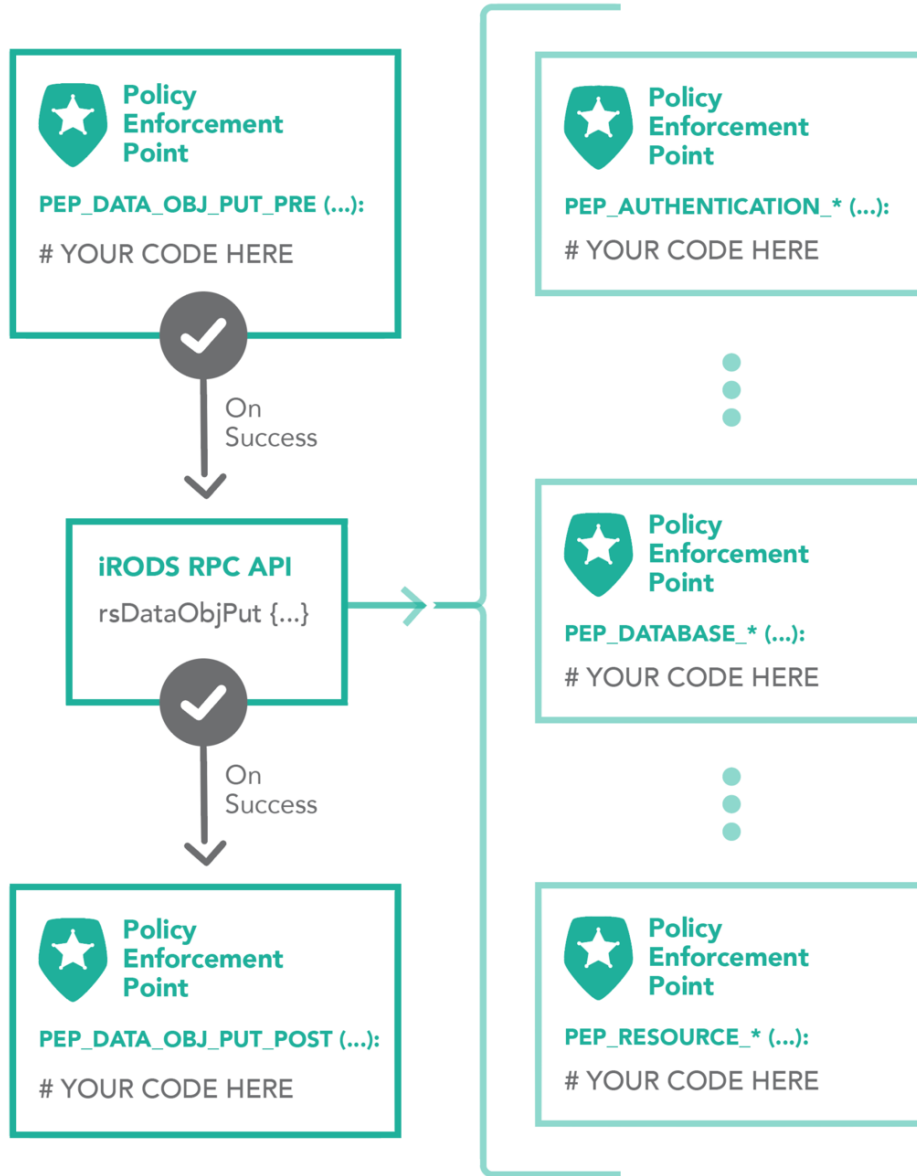 Policy
Enforcement
Point
PEP_DATA_OBJ_PUT_PRE (...):
# YOUR CODE HERE
On
Success
iRODS RPC API
rsDataObjPut {...}
On
Success
Policy
Enforcement
Point
PEP_DATA_OBJ_PUT_POST (...):
# YOUR CODE HERE
Policy
Enforcement
Point
PEP_AUTHENTICATION_* (...):
# YOUR CODE HERE
Policy
Enforcement
Point
PEP_DATABASE_* (...):
# YOUR CODE HERE
Policy
Enforcement
Point
PEP_RESOURCE_* (...):
# YOUR CODE HERE